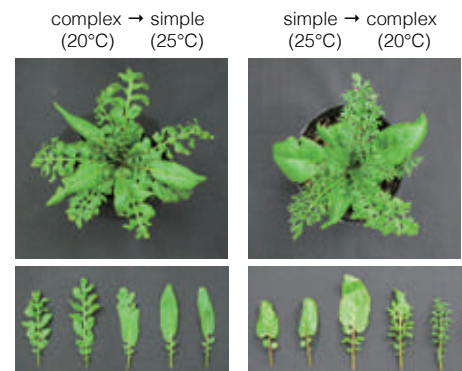 complex → simple
(20°C) (25°C)
simple → complex
(25°C) (20°C)